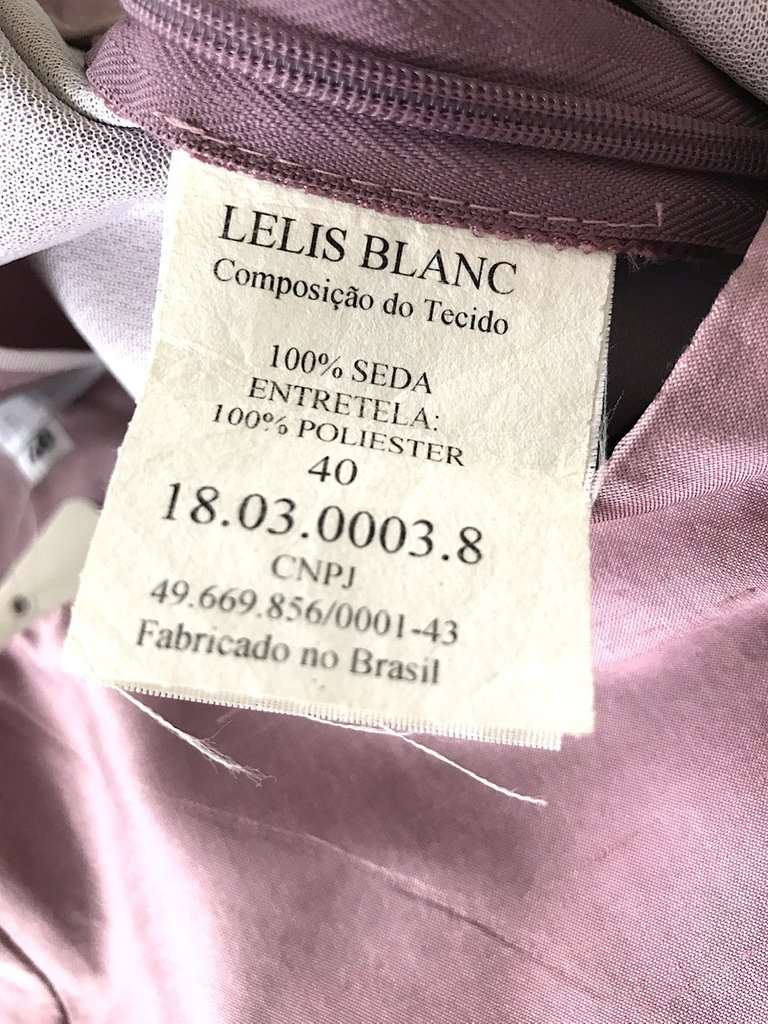 LELIS BLANC
Composição do Tecido
100% SEDA
ENTRETELA:
100% POLIESTER
40
18.03.0003.8
CNPJ
49.669.856/0001-43
Fabricado no Brasil